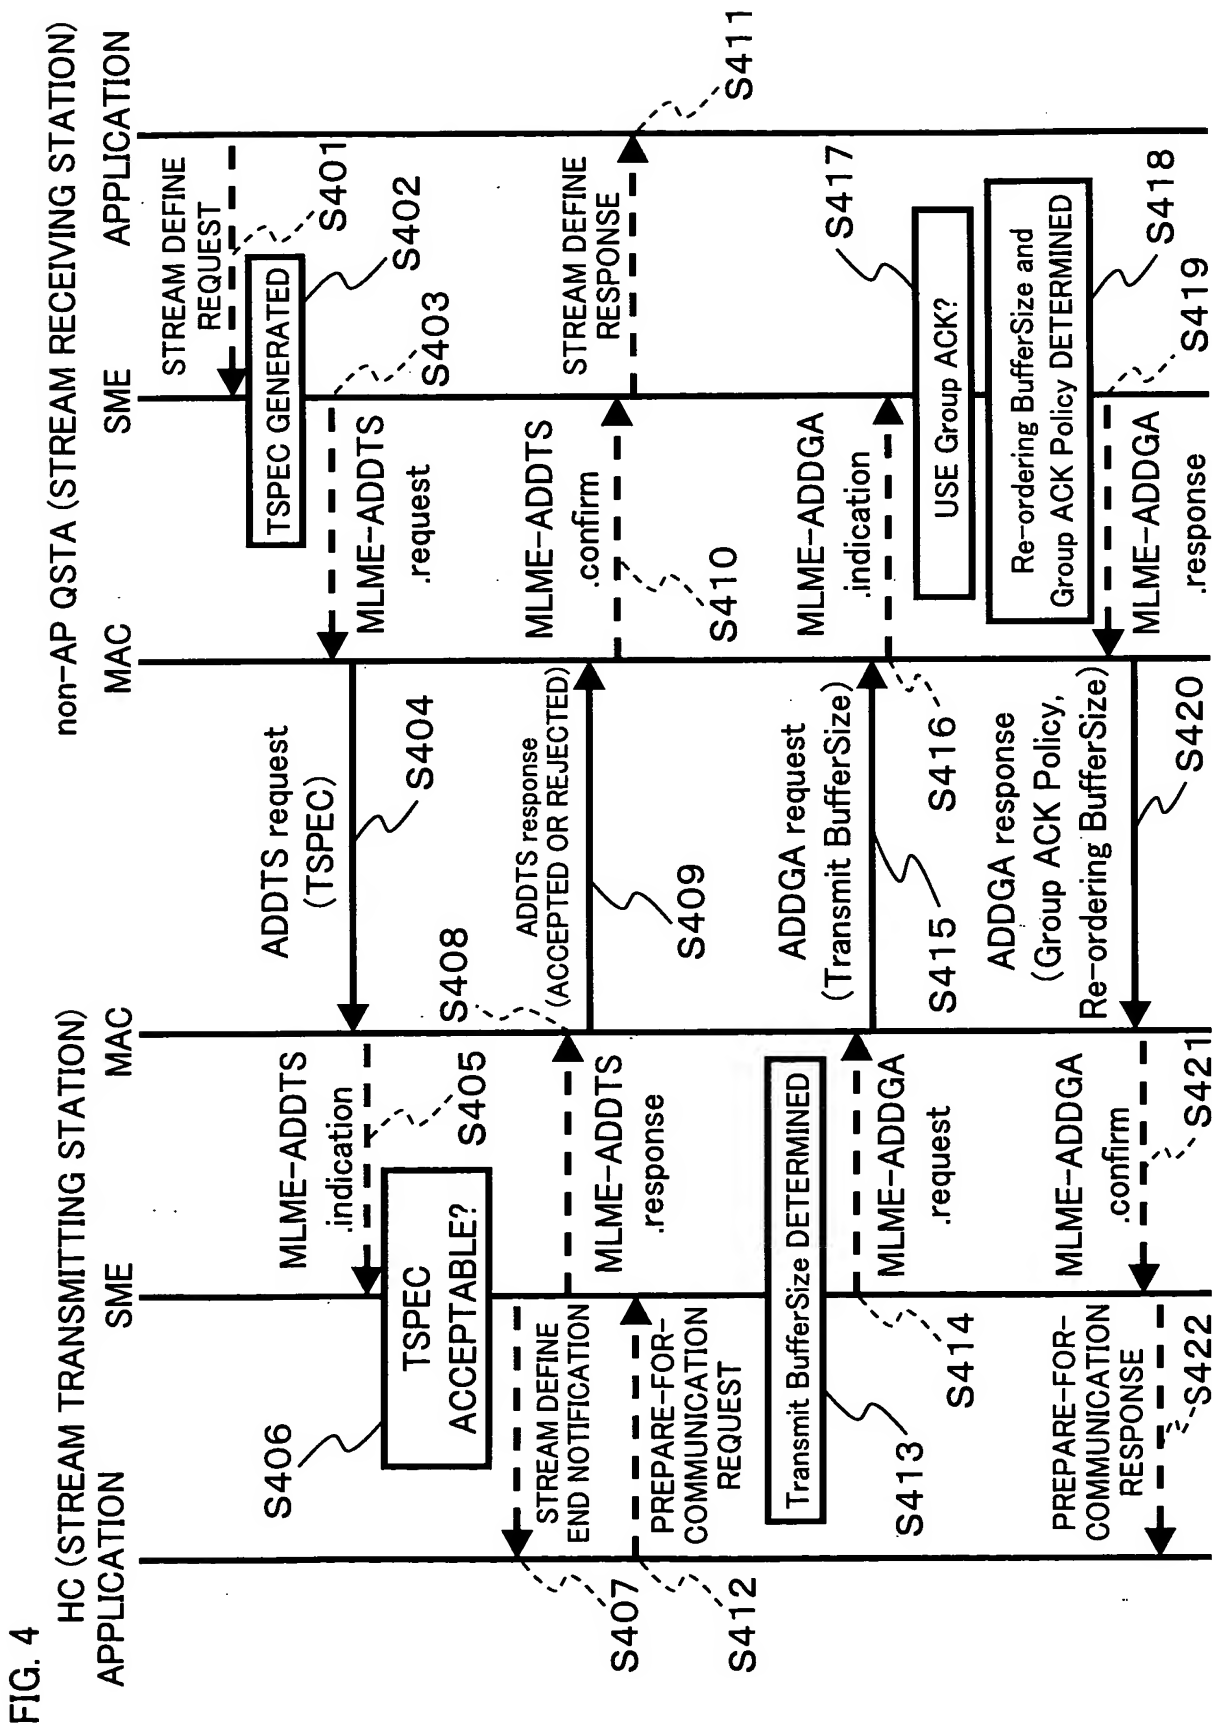 FIG. 4
HC (STREAM TRANSMITTING STATION)
non-AP QSTA (STREAM RECEIVING STATION)
APPLICATION
SME
MAC
MAC
SME
APPLICATION
STREAM DEFINE
REQUEST
S401
TSPEC GENERATED
S402
S403
MLME-ADDTS
.request
ADDTS request
(TSPEC)
S404
MLME-ADDTS
.indication
S405
S406
TSPEC
ACCEPTABLE?
STREAM DEFINE
END NOTIFICATION
S407
MLME-ADDTS
.response
S408
ADDTS response
(ACCEPTED OR REJECTED)
S409
MLME-ADDTS
.confirm
S410
STREAM DEFINE
RESPONSE
S411
PREPARE-FOR-
COMMUNICATION
REQUEST
S412
Transmit BufferSize DETERMINED
S413
MLME-ADDGA
.request
S414
ADDGA request
(Transmit BufferSize)
S415
MLME-ADDGA
.indication
S416
USE Group ACK?
S417
Re-ordering BufferSize and
Group ACK Policy DETERMINED
S418
MLME-ADDGA
.response
S419
ADDGA response
(Group ACK Policy,
Re-ordering BufferSize)
S420
MLME-ADDGA
.confirm
S421
PREPARE-FOR-
COMMUNICATION
RESPONSE
S422